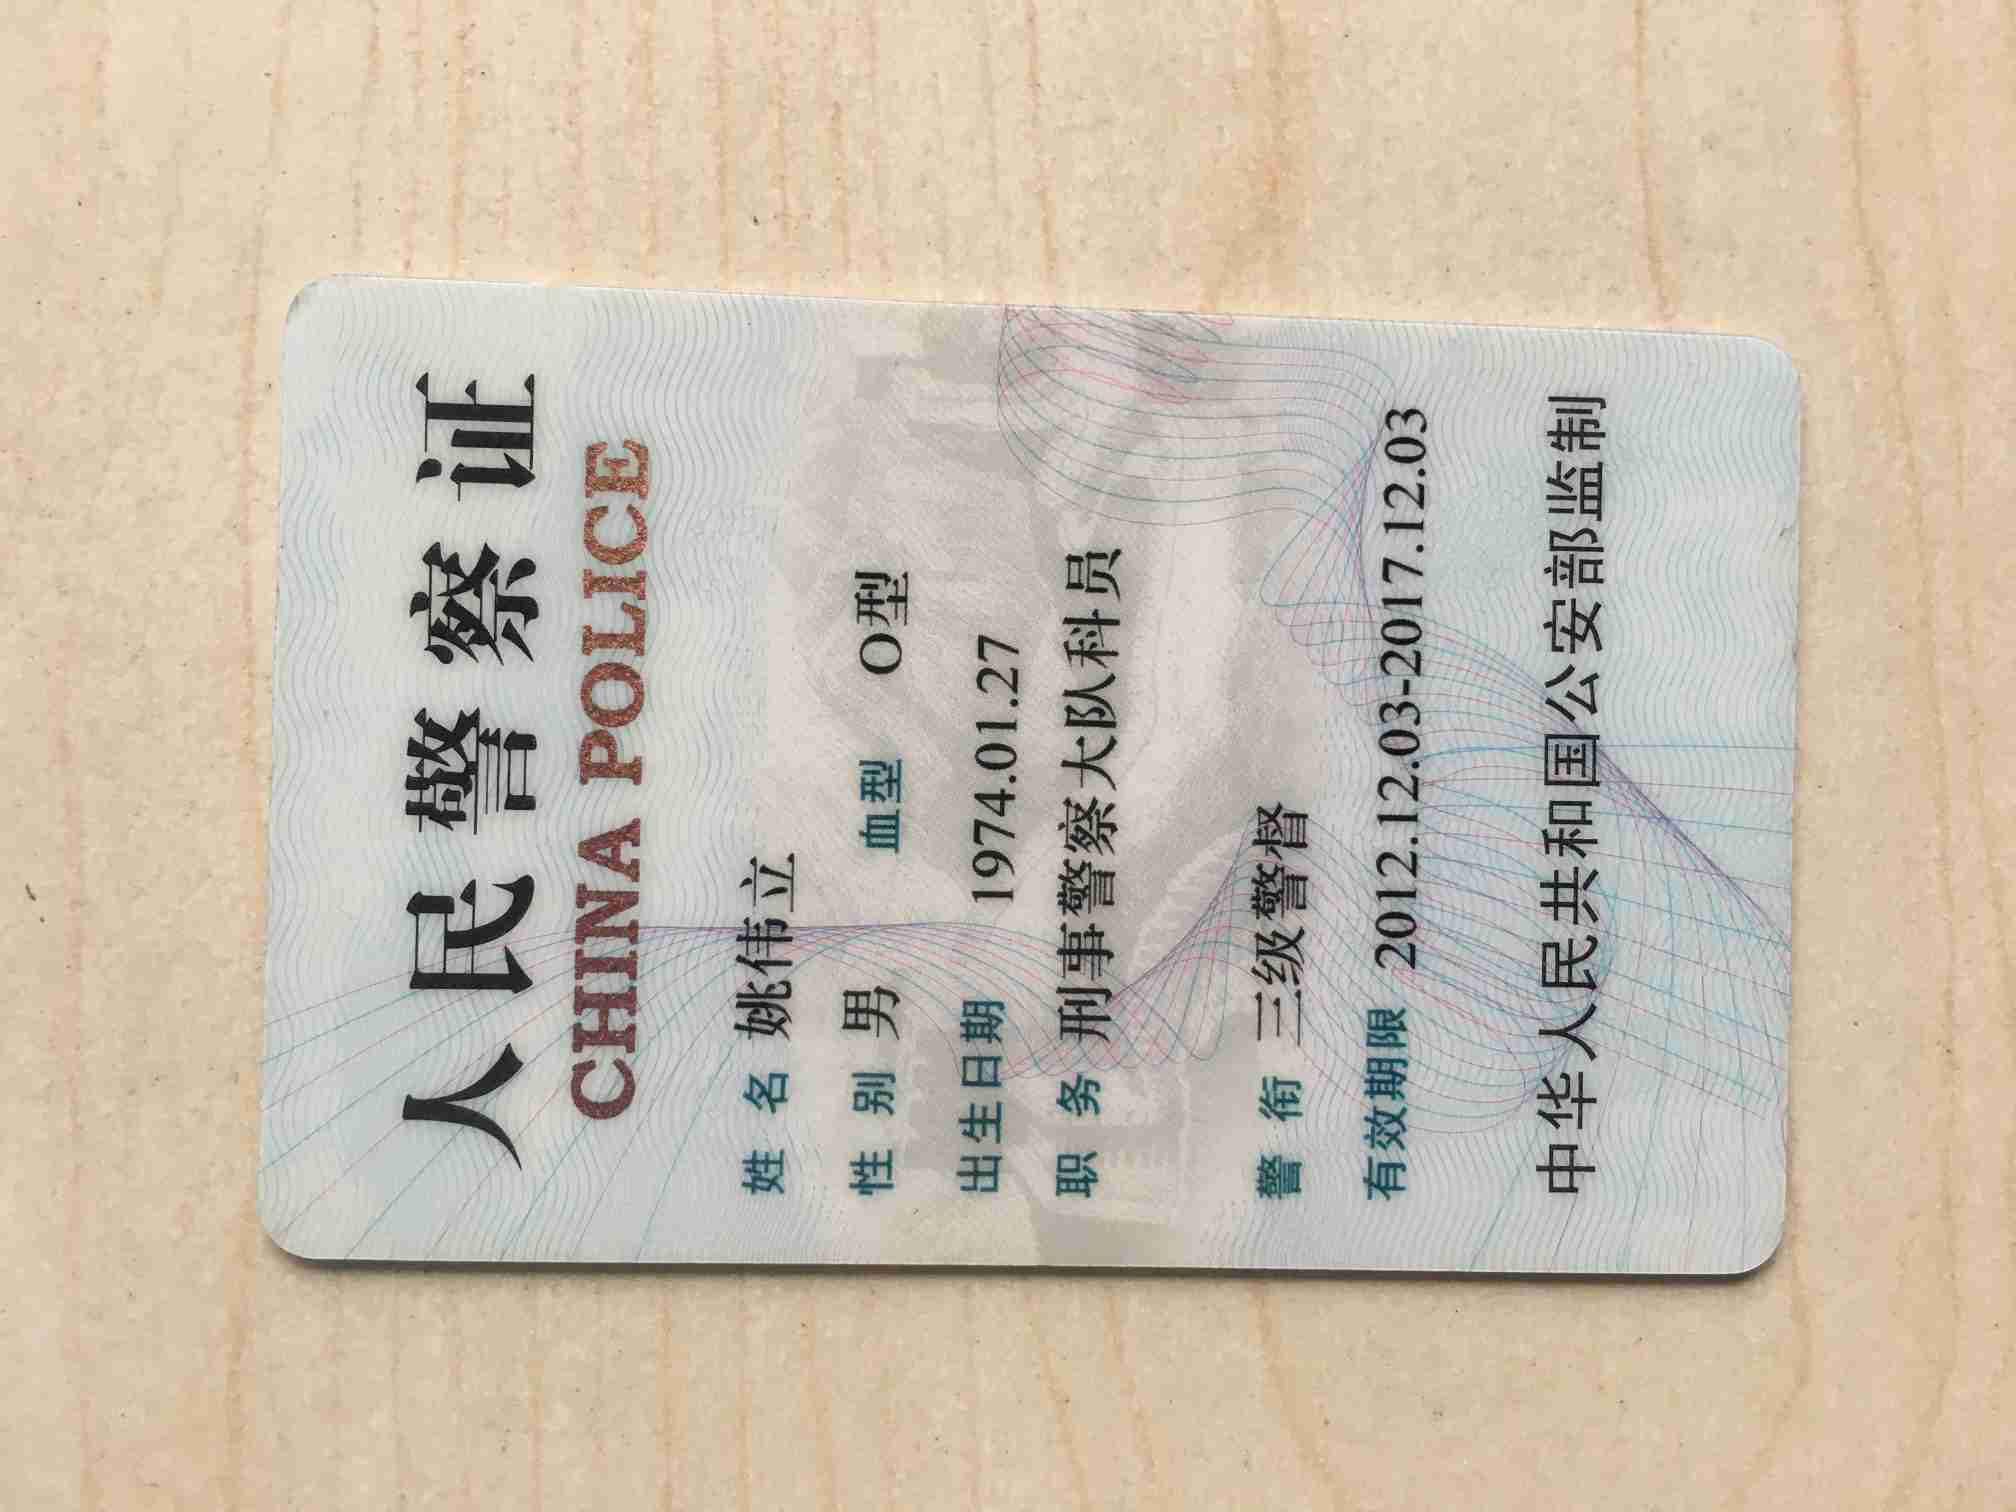 人民警察证
CHINA POLICE
姓 名 姚伟立
性 别 男 血型 O型
出生日期 1974.01.27
职 务 刑事警察大队科员
警 衔 三级警督
有效期限 2012.12.03-2017.12.03
中华人民共和国公安部监制